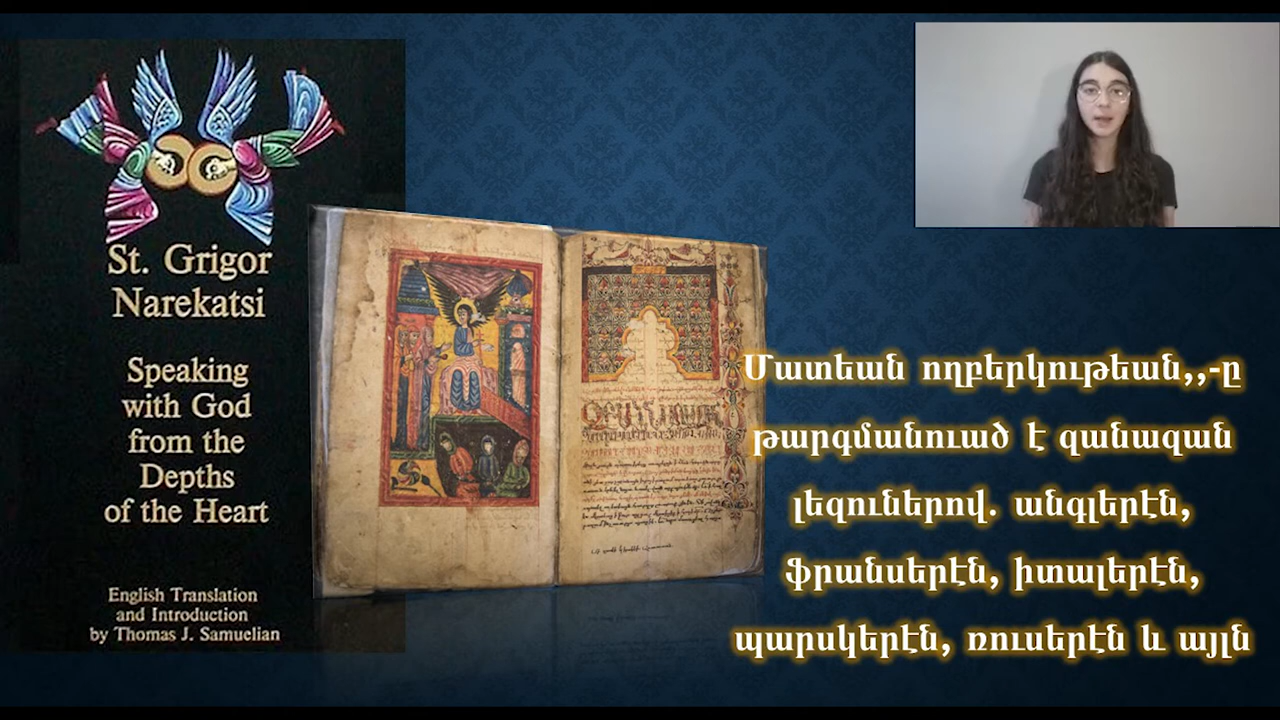 St. Grigor
Narekatsi
Speaking
with God
from the
Depths
of the Heart
English Translation
and Introduction
by Thomas J. Samuelian
Մատեան ողբերկութեան,,-ը
թարգմանուած է զանազան
լեզուներով. անգլերէն,
ֆրանսերէն, իտալերէն,
պարսկերէն, ռուսերէն և այլն